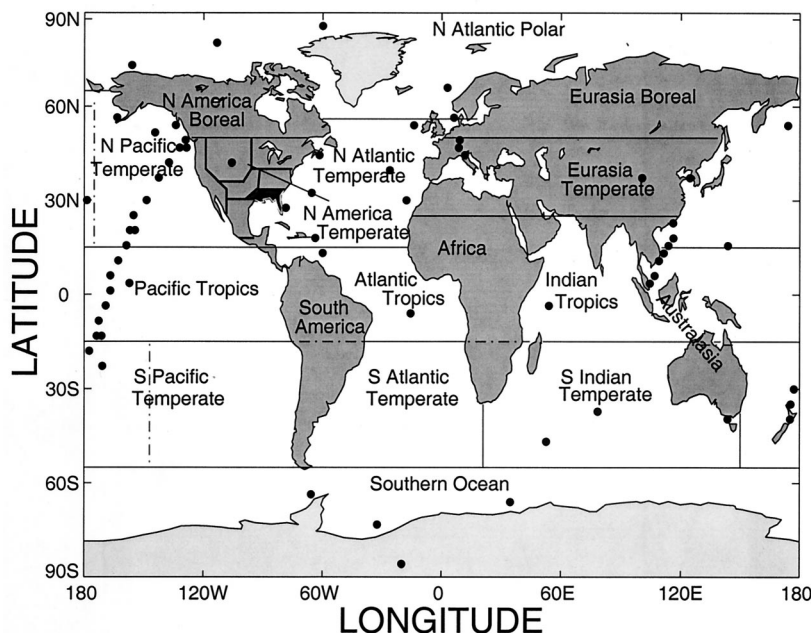 90N
N Atlantic Polar
60N
N America
Boreal
Eurasia Boreal
N Pacific
Temperate
N Atlantic
Temperate
Eurasia
Temperate
30N
N America
Temperate
Africa
LATITUDE
0
Pacific Tropics
Atlantic
Tropics
Indian
Tropics
South
America
Australasia
30S
S Pacific
Temperate
S Atlantic
Temperate
S Indian
Temperate
60S
Southern Ocean
90S
180
120W
60W
0
60E
120E
180
LONGITUDE